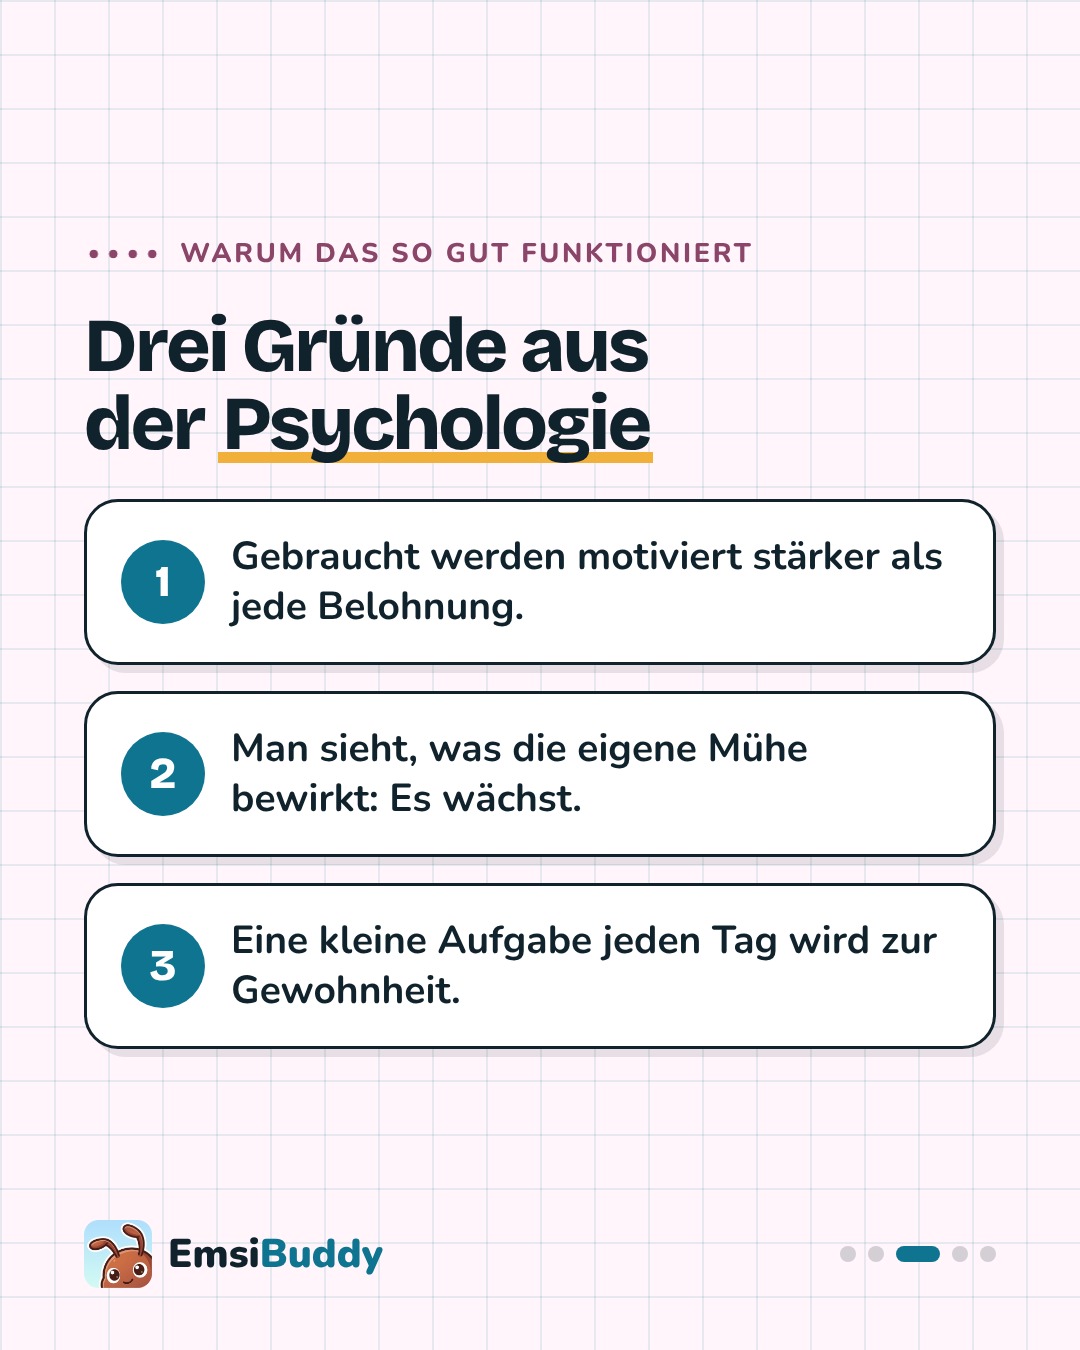 WARUM DAS SO GUT FUNKTIONIERT
Drei Gründe aus
der Psychologie
1
Gebraucht werden motiviert stärker als
jede Belohnung.
2
Man sieht, was die eigene Mühe
bewirkt: Es wächst.
3
Eine kleine Aufgabe jeden Tag wird zur
Gewohnheit.
EmsiBuddy